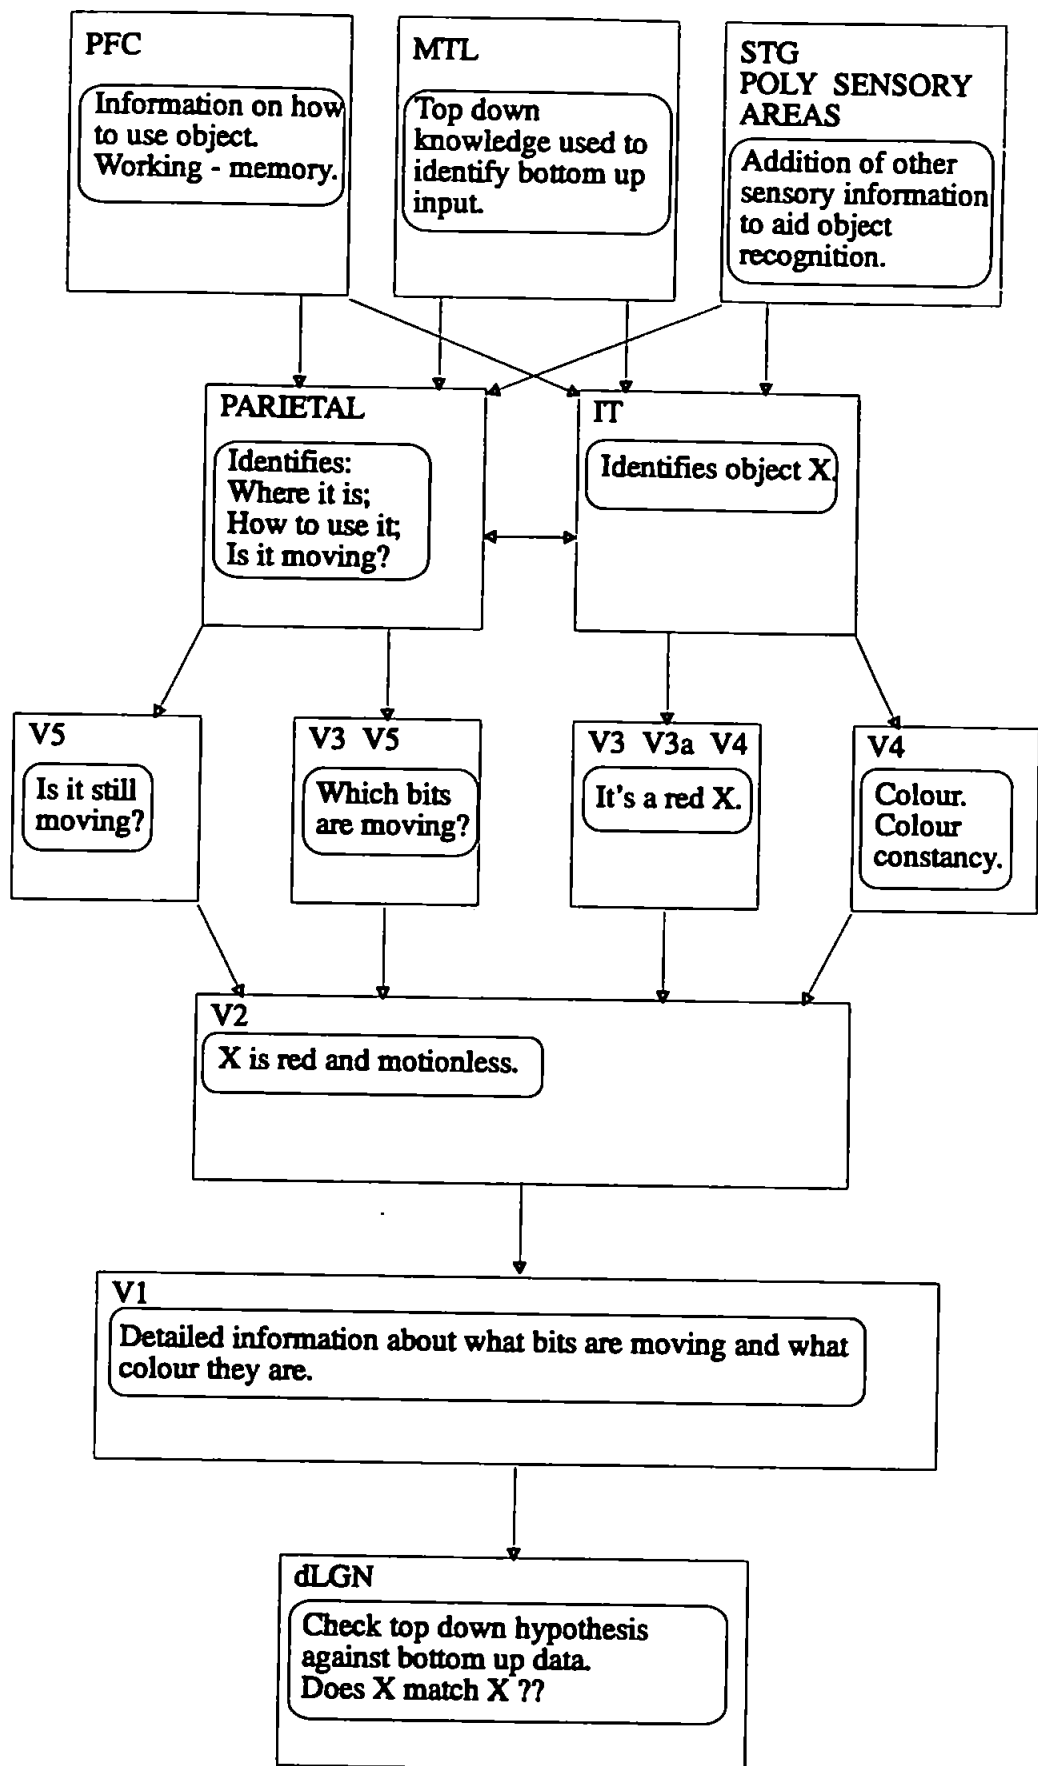 PFC
Information on how
to use object.
Working - memory.
MTL
Top down
knowledge used to
identify bottom up
input.
STG
POLY SENSORY
AREAS
Addition of other
sensory information
to aid object
recognition.
PARIETAL
Identifies:
Where it is;
How to use it;
Is it moving?
IT
Identifies object X.
V5
Is it still
moving?
V3 V5
Which bits
are moving?
V3 V3a V4
It's a red X.
V4
Colour.
Colour
constancy.
V2
X is red and motionless.
V1
Detailed information about what bits are moving and what
colour they are.
dLGN
Check top down hypothesis
against bottom up data.
Does X match X ??